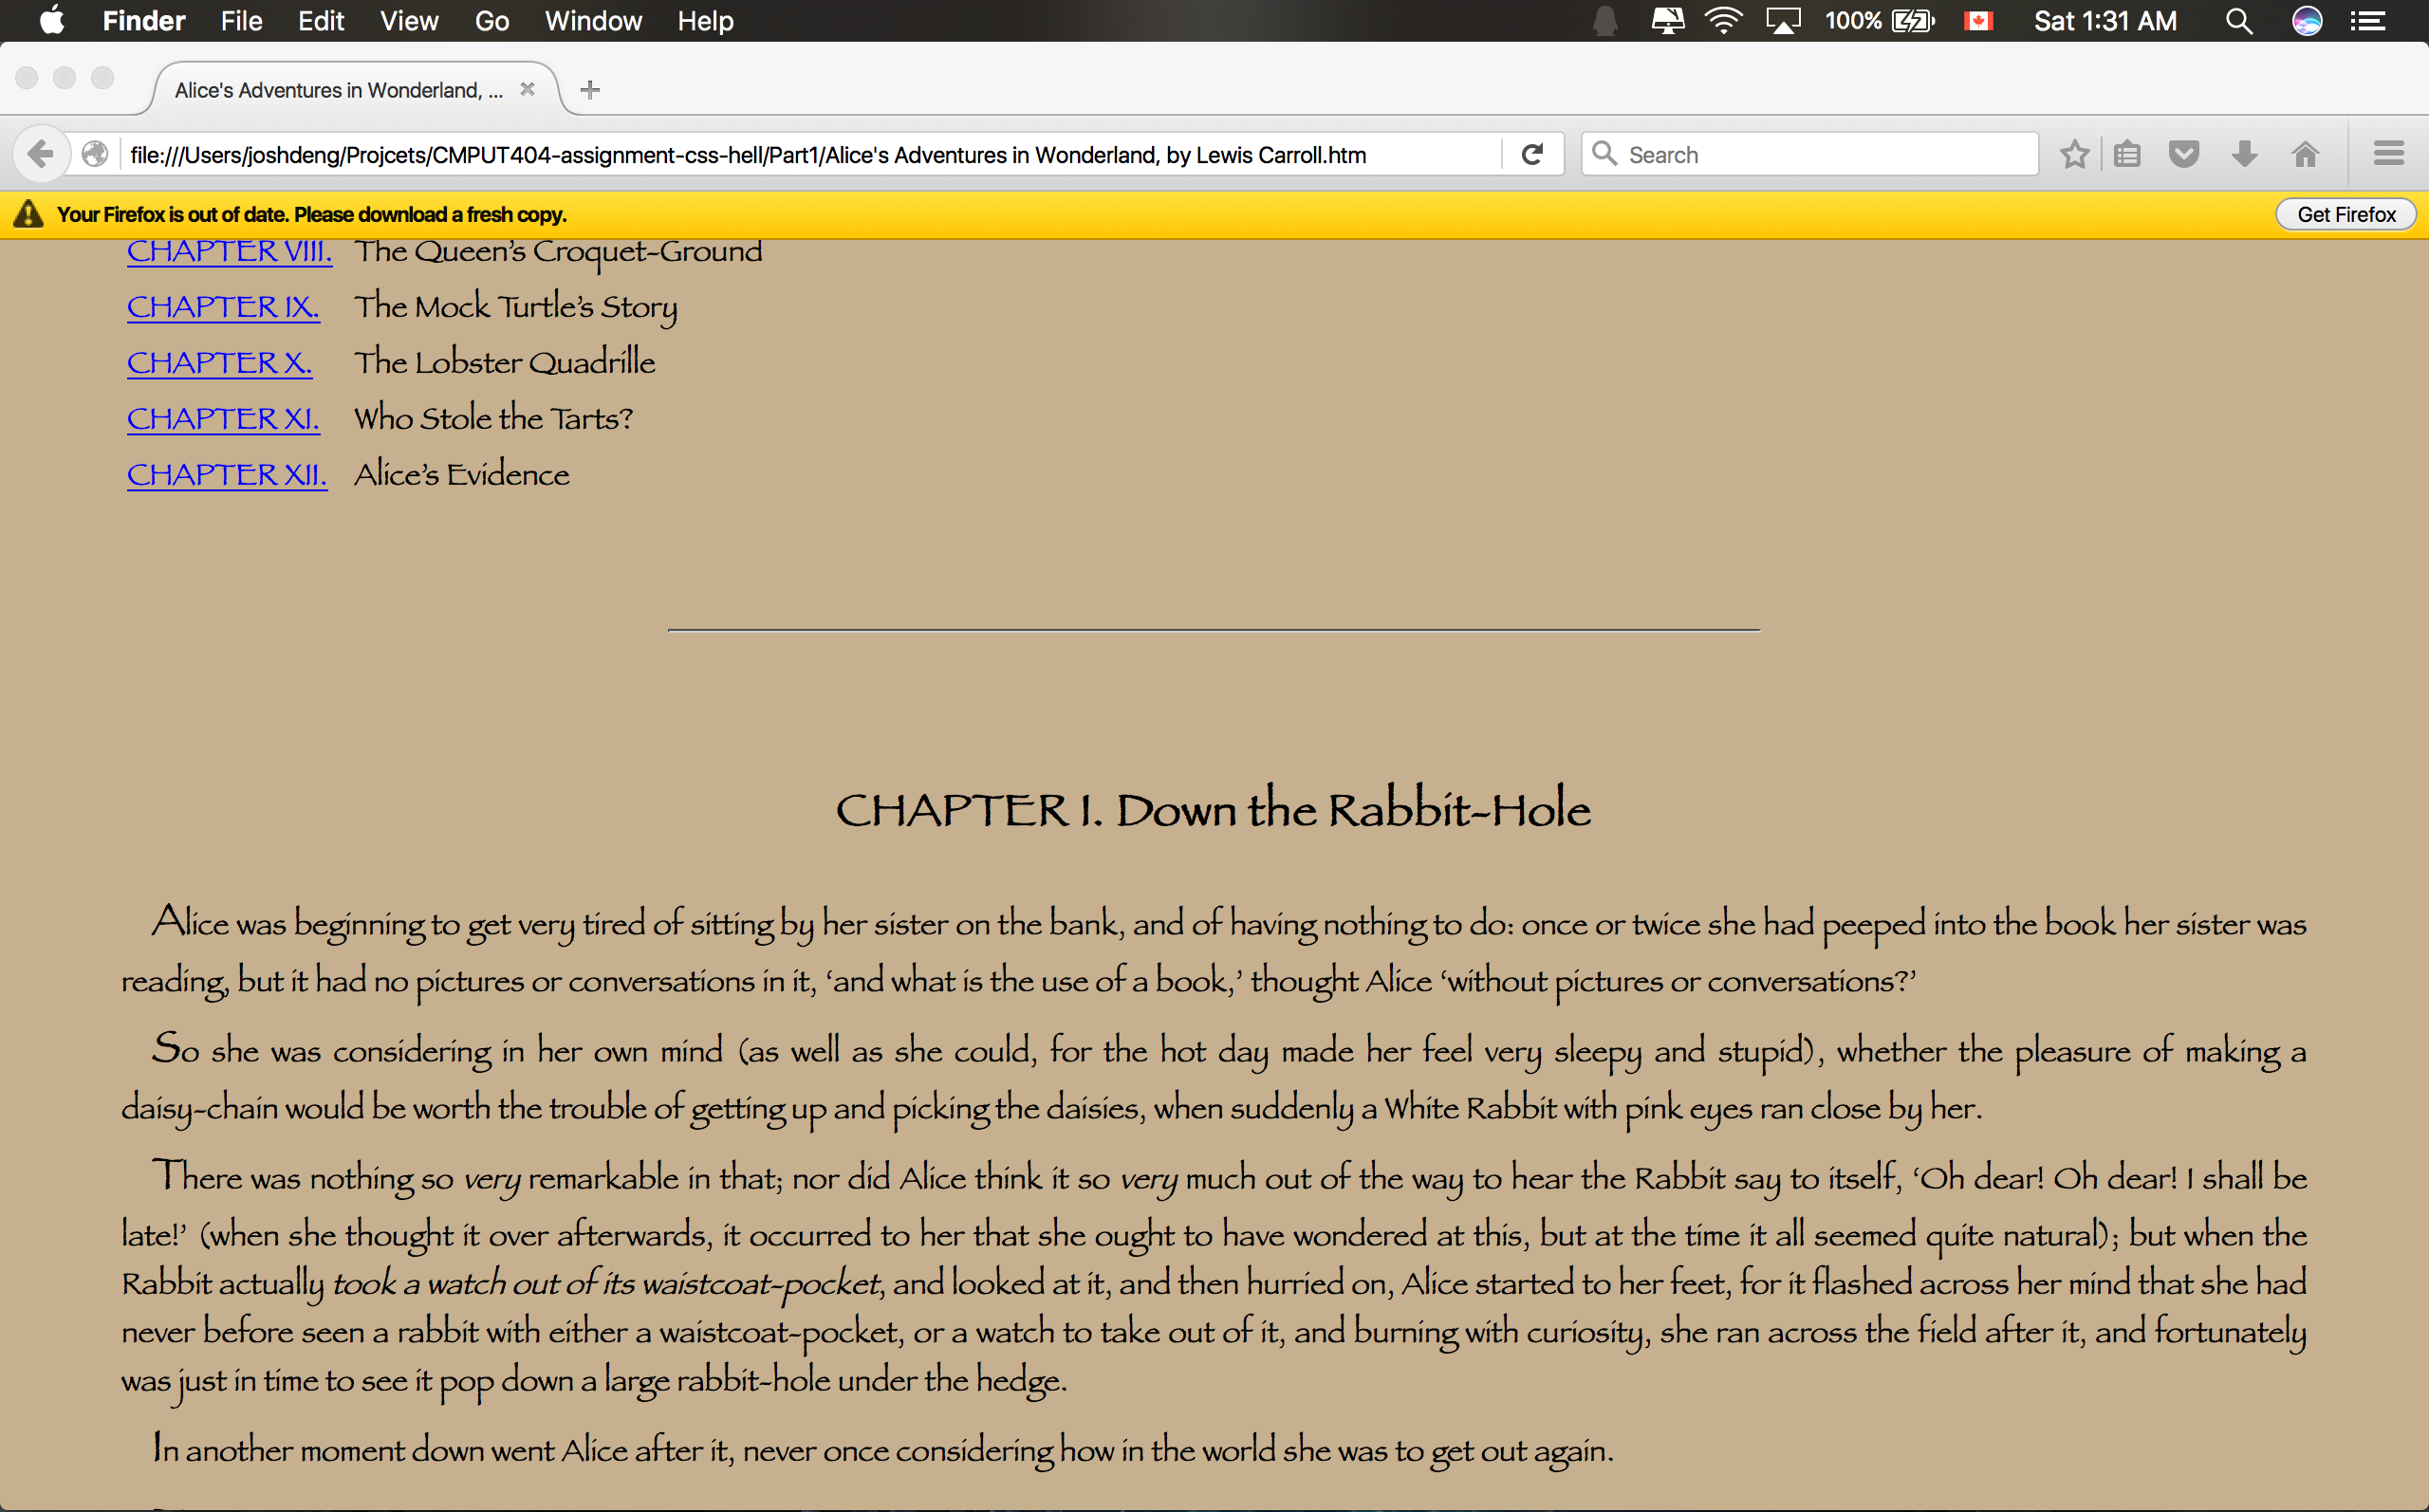 Finder File Edit View Go Window Help 100% Sat 1:31 AM
Alice's Adventures in Wonderland, ...
file:///Users/joshdeng/Projcets/CMPUT404-assignment-css-hell/Part1/Alice's Adventures in Wonderland, by Lewis Carroll.htm Search
Your Firefox is out of date. Please download a fresh copy. Get Firefox
CHAPTER VIII. The Queen’s Croquet-Ground
CHAPTER IX. The Mock Turtle’s Story
CHAPTER X. The Lobster Quadrille
CHAPTER XI. Who Stole the Tarts?
CHAPTER XII. Alice’s Evidence
CHAPTER I. Down the Rabbit-Hole
Alice was beginning to get very tired of sitting by her sister on the bank, and of having nothing to do: once or twice she had peeped into the book her sister was
reading, but it had no pictures or conversations in it, ‘and what is the use of a book,’ thought Alice ‘without pictures or conversations?’
So she was considering in her own mind (as well as she could, for the hot day made her feel very sleepy and stupid), whether the pleasure of making a
daisy-chain would be worth the trouble of getting up and picking the daisies, when suddenly a White Rabbit with pink eyes ran close by her.
There was nothing so very remarkable in that; nor did Alice think it so very much out of the way to hear the Rabbit say to itself, ‘Oh dear! Oh dear! I shall be
late!’ (when she thought it over afterwards, it occurred to her that she ought to have wondered at this, but at the time it all seemed quite natural); but when the
Rabbit actually took a watch out of its waistcoat-pocket, and looked at it, and then hurried on, Alice started to her feet, for it flashed across her mind that she had
never before seen a rabbit with either a waistcoat-pocket, or a watch to take out of it, and burning with curiosity, she ran across the field after it, and fortunately
was just in time to see it pop down a large rabbit-hole under the hedge.
In another moment down went Alice after it, never once considering how in the world she was to get out again.